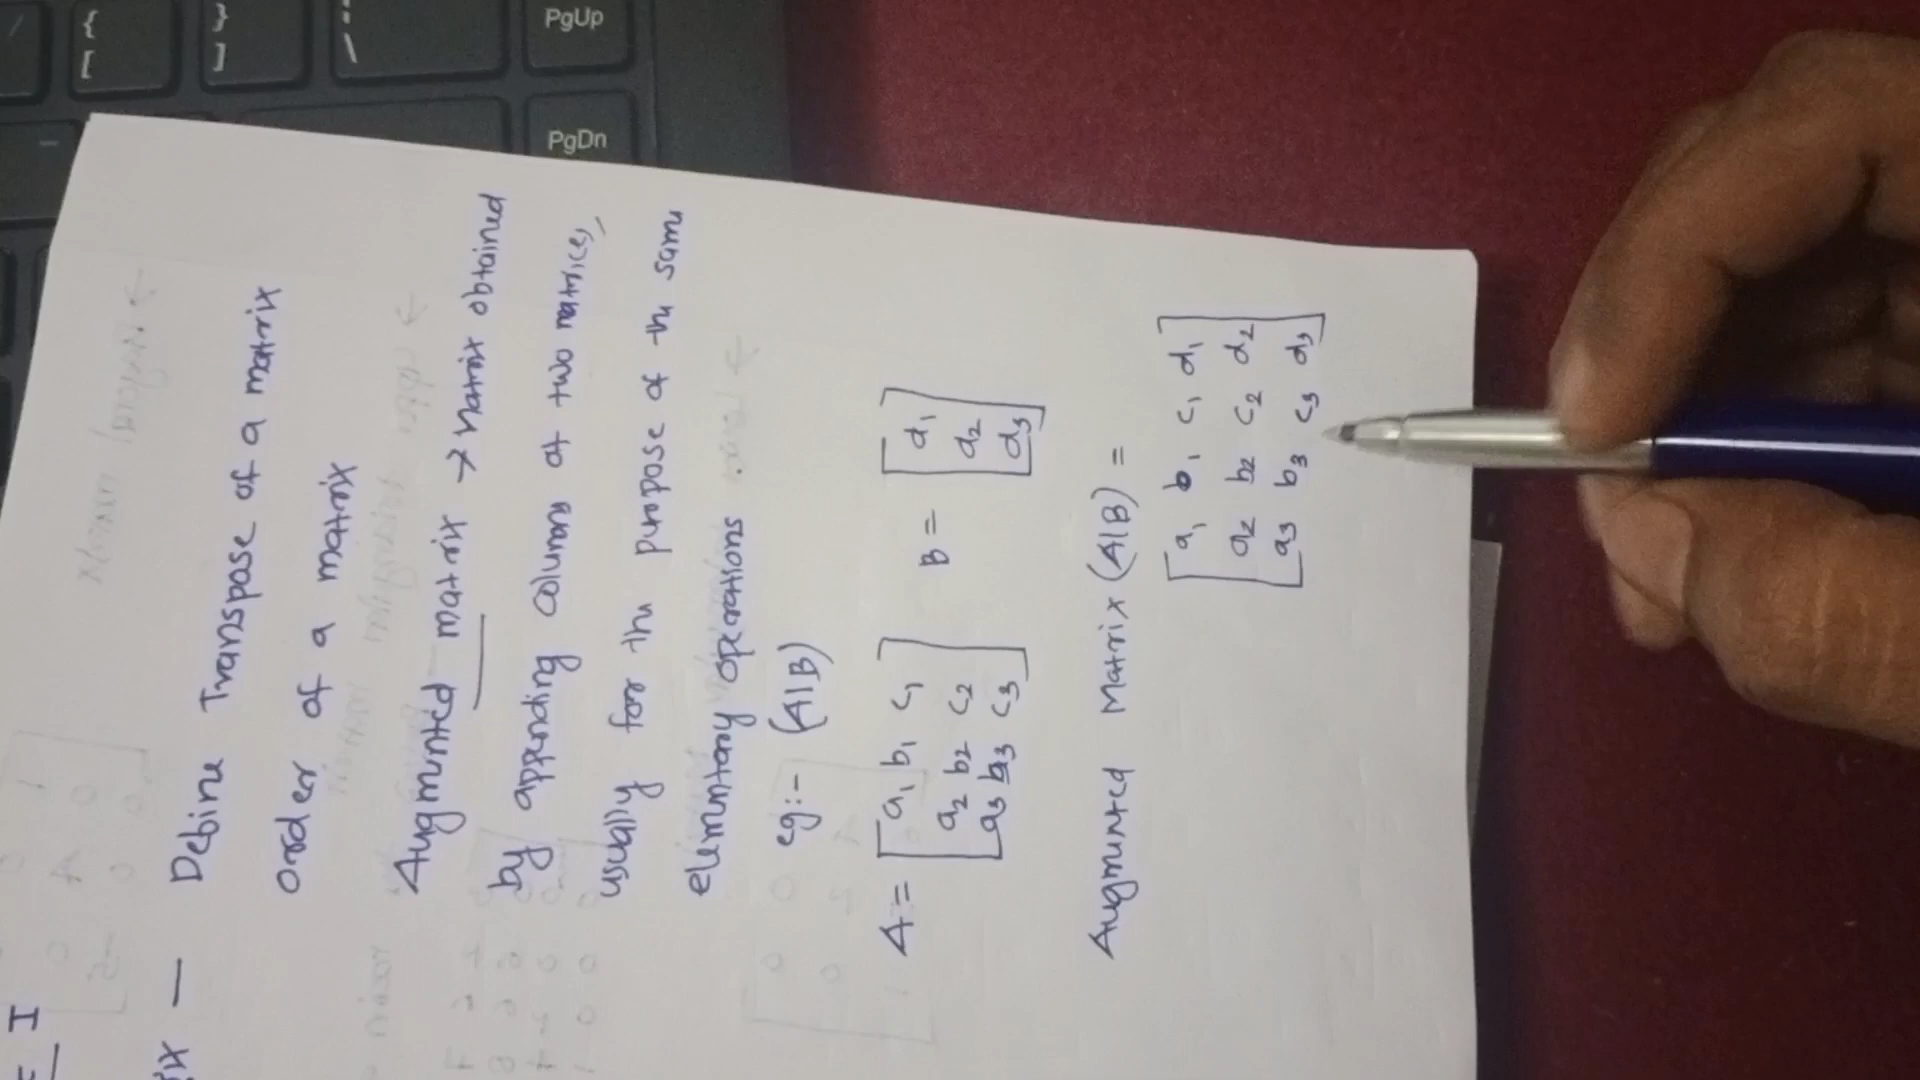 = I
ix — Define Transpose of a matrix
order of a matrix
Augmented matrix → Matrix obtained
by appending columns of two matrices,
usually for the purpose of the same
elementary operations
eg:- (A|B)
A = [a₁ b₁ c₁ B = [d₁
a₂ b₂ c₂ d₂
a₃ b₃ c₃] d₃]
Augmented Matrix (A|B) =
[a₁ b₁ c₁ d₁
a₂ b₂ c₂ d₂
a₃ b₃ c₃ d₃]
{ [
} ]
PgUp
PgDn